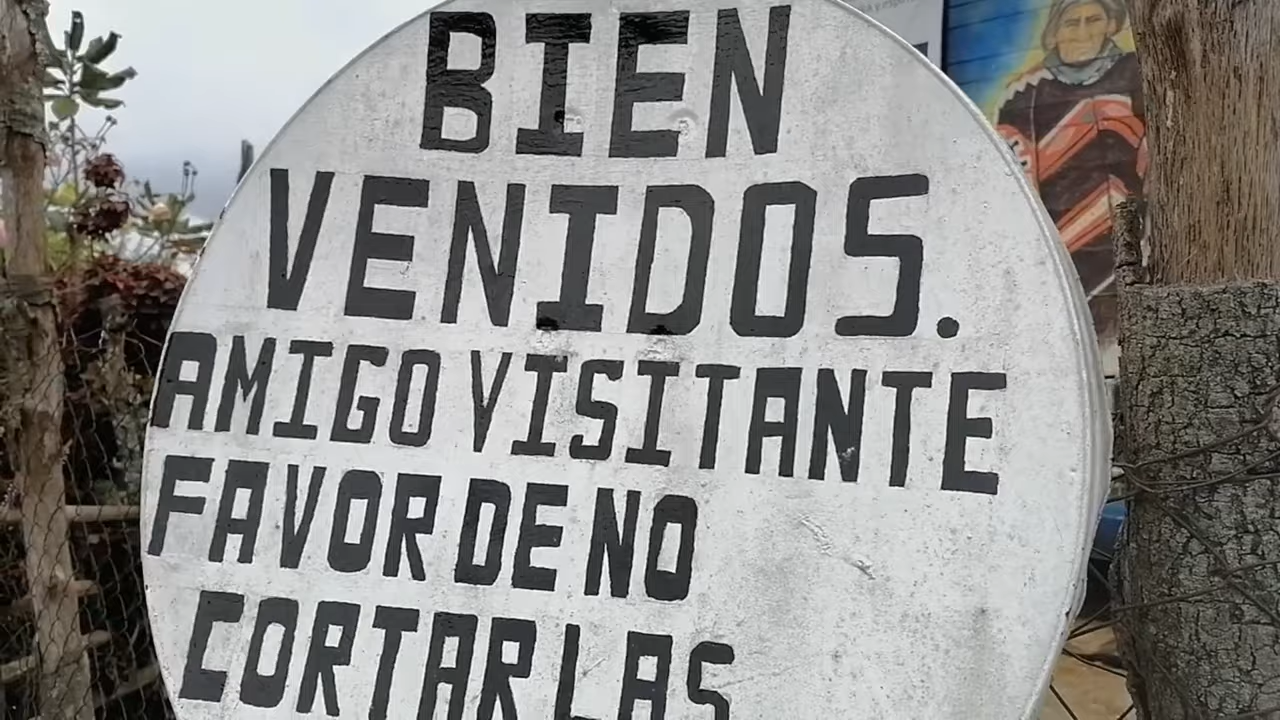 BIEN
VENIDOS.
AMIGO VISITANTE
FAVOR DE NO
CORTAR LAS